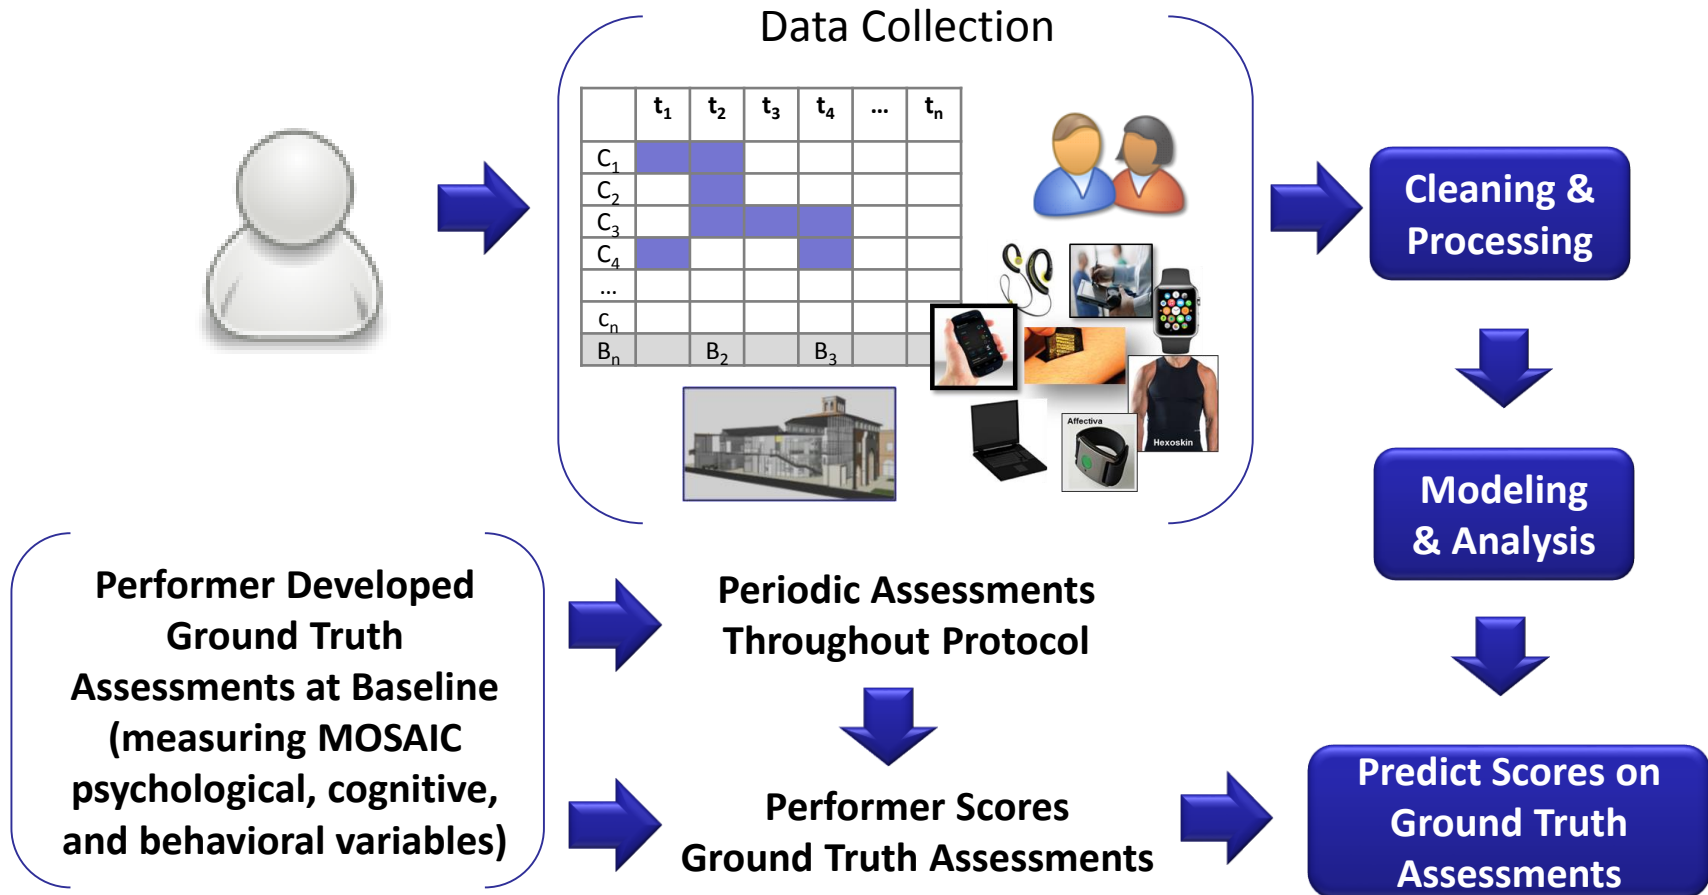 Data Collection
t1 t2 t3 t4 ... tn
C1
C2
C3
C4
...
cn
Bn B2 B3
Affectiva
Hexoskin
Cleaning &
Processing
Modeling
& Analysis
Performer Developed
Ground Truth
Assessments at Baseline
(measuring MOSAIC
psychological, cognitive,
and behavioral variables)
Periodic Assessments
Throughout Protocol
Performer Scores
Ground Truth Assessments
Predict Scores on
Ground Truth
Assessments